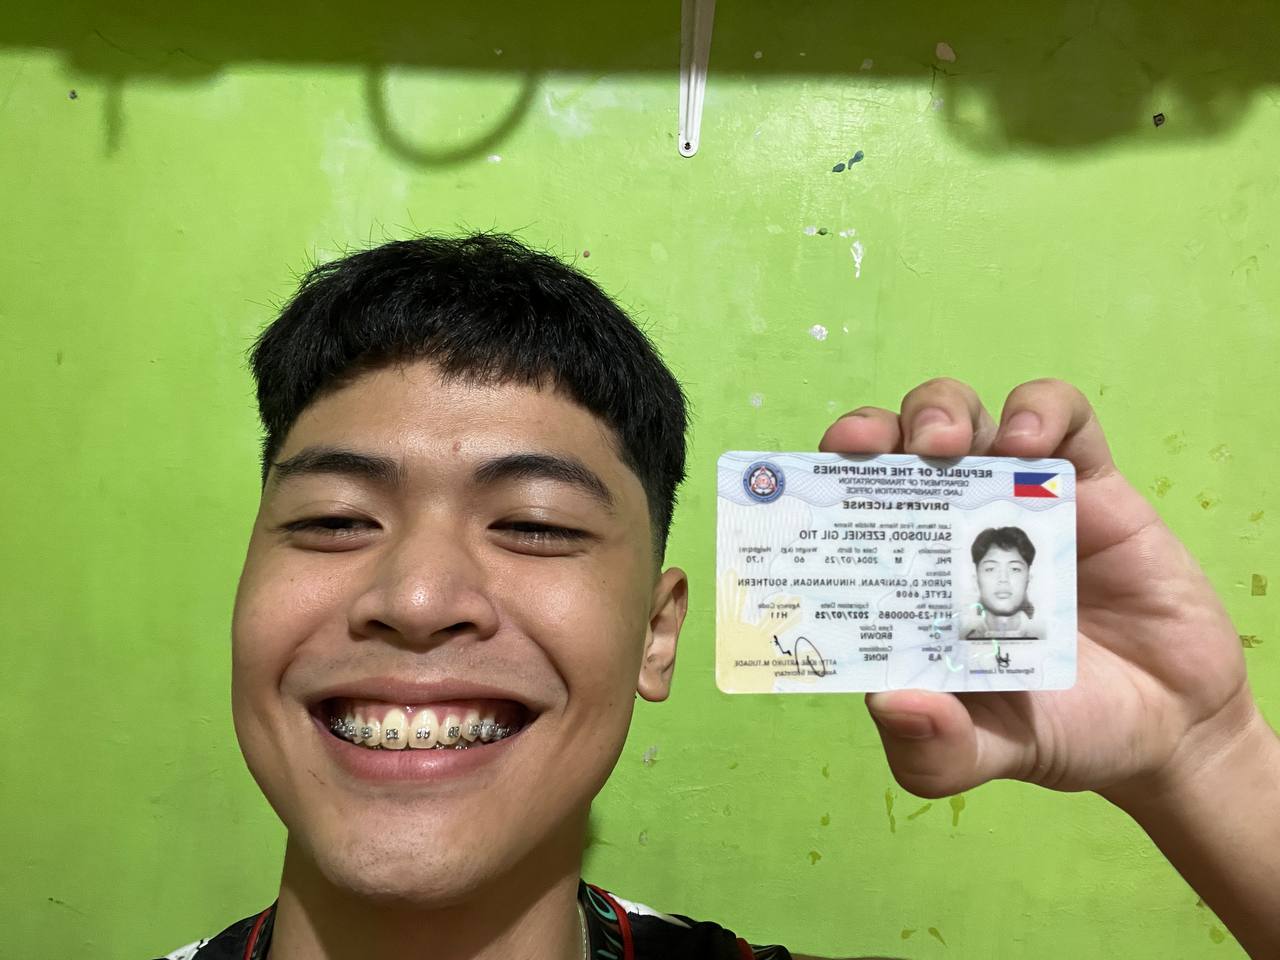 REPUBLIC OF THE PHILIPPINES
DEPARTMENT OF TRANSPORTATION
LAND TRANSPORTATION OFFICE
DRIVER'S LICENSE
Last Name, First Name, Middle Name
SALUDSOD, EZEKIEL GIL TIO
Nationality Sex Date of Birth Weight (kg) Height(m)
PHL M 2004/07/25 60 1.70
Address
PUROK D, CANIPAAN, HINUNANGAN, SOUTHERN
LEYTE, 6608
License No. Expiration Date Agency Code
H11-23-000085 2027/07/25 H11
Blood Type Eyes Color
O+ BROWN
DL Codes Conditions
A,B NONE
Signature of Licensee
ATTY. JOSE ARTURO M. TUGADE
Assistant Secretary